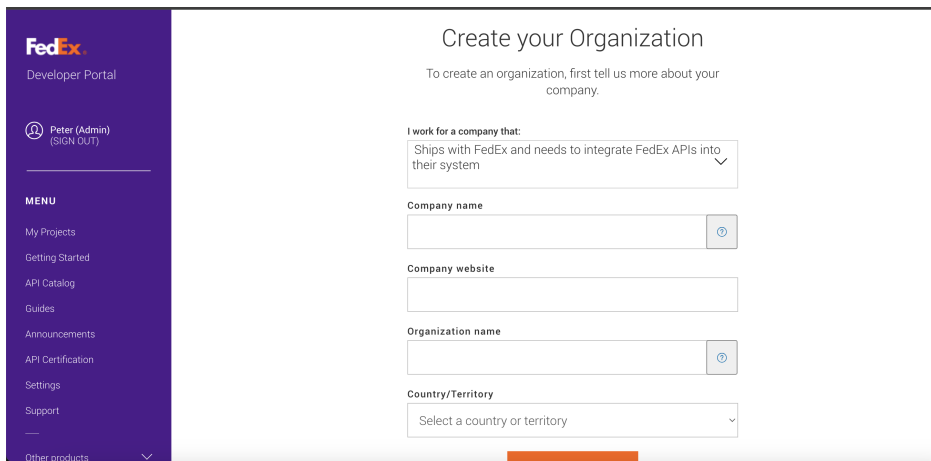 FedEx.
Developer Portal
Peter (Admin)
(SIGN OUT)
MENU
My Projects
Getting Started
API Catalog
Guides
Announcements
API Certification
Settings
Support
Other products
Create your Organization
To create an organization, first tell us more about your
company.
I work for a company that:
Ships with FedEx and needs to integrate FedEx APIs into
their system
Company name
Company website
Organization name
Country/Territory
Select a country or territory